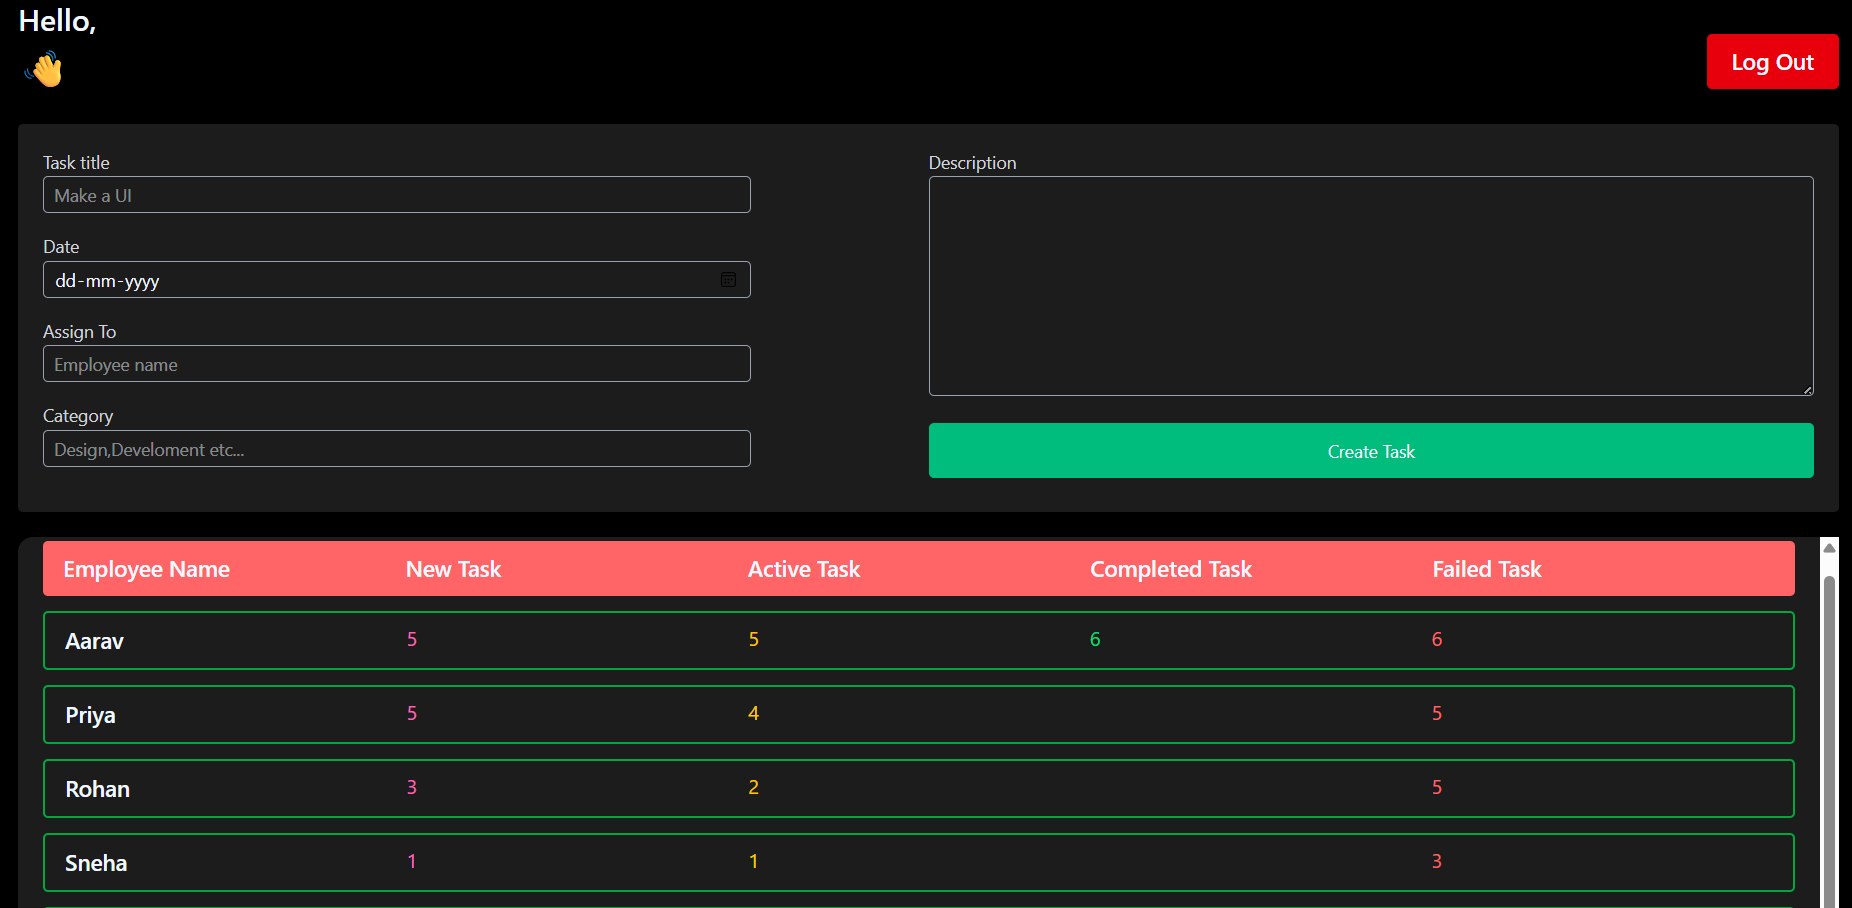 Hello,
👋
Log Out
Task title
Make a UI
Date
dd-mm-yyyy
Assign To
Employee name
Category
Design,Develoment etc...
Description
Create Task
Employee Name New Task Active Task Completed Task Failed Task
Aarav 5 5 6 6
Priya 5 4 5
Rohan 3 2 5
Sneha 1 1 3